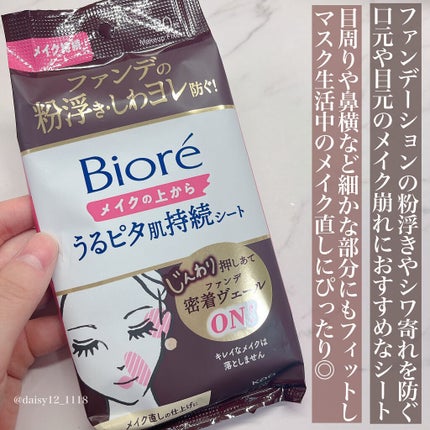 ファンデーションの粉浮きやシワ寄れを防ぐ
口元や目元のメイク崩れにおすすめなシート
目周りや鼻横など細かな部分にもフィットし
マスク生活中のメイク直しにぴったり◎
メイク持続
ファンデの
粉浮き・しわヨレ防ぐ!
Bioré
メイクの上から
うるピタ肌持続シート
じんわり押しあて
ファンデ
密着ヴェール
ON!
キレイなメイクは
落としません
メイク直しの仕上げに
Kao
@daisy12_1118